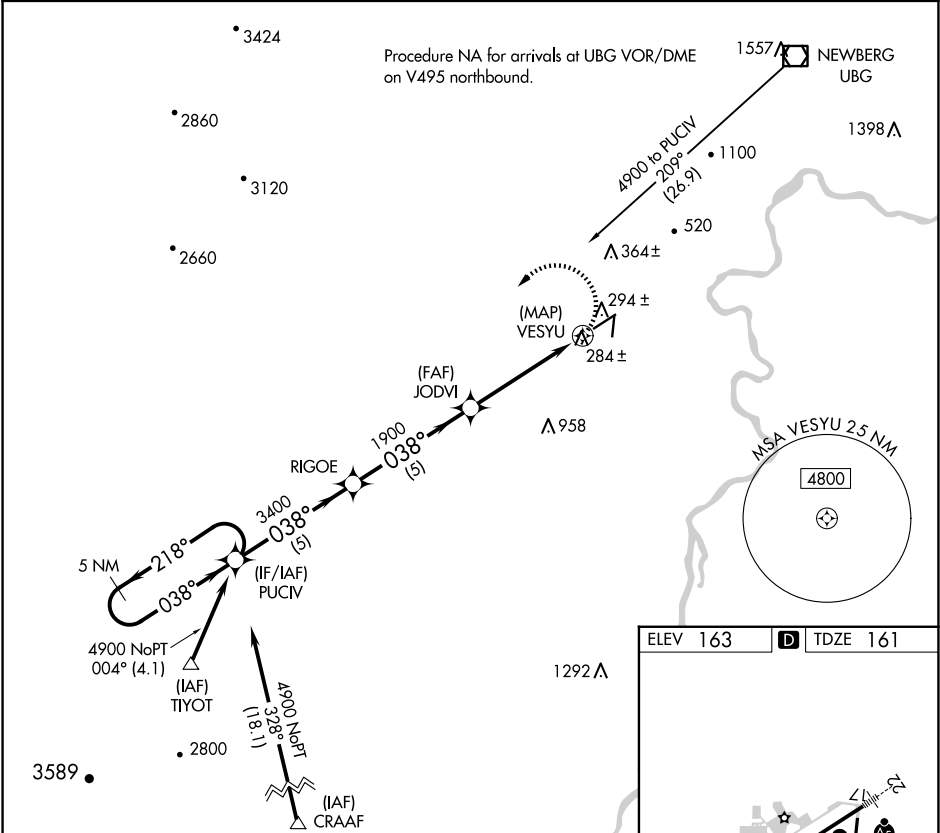 3424
Procedure NA for arrivals at UBG VOR/DME
on V495 northbound.
1557
NEWBERG
UBG
2860
1398
4900 to PUCIV
209°
(26.9)
1100
3120
520
2660
364±
(MAP)
VESYU
294 ±
284 ±
(FAF)
JODVI
958
1900
038°
(5)
MSA VESYU 25 NM
4800
RIGOE
3400
038°
(5)
5 NM
218°
038°
(IF/IAF)
PUCIV
4900 NoPT
004° (4.1)
(IAF)
TIYOT
4900 NoPT
328°
(18.1)
1292
ELEV 163
D
TDZE 161
2800
3589
(IAF)
CRAAF
22
17